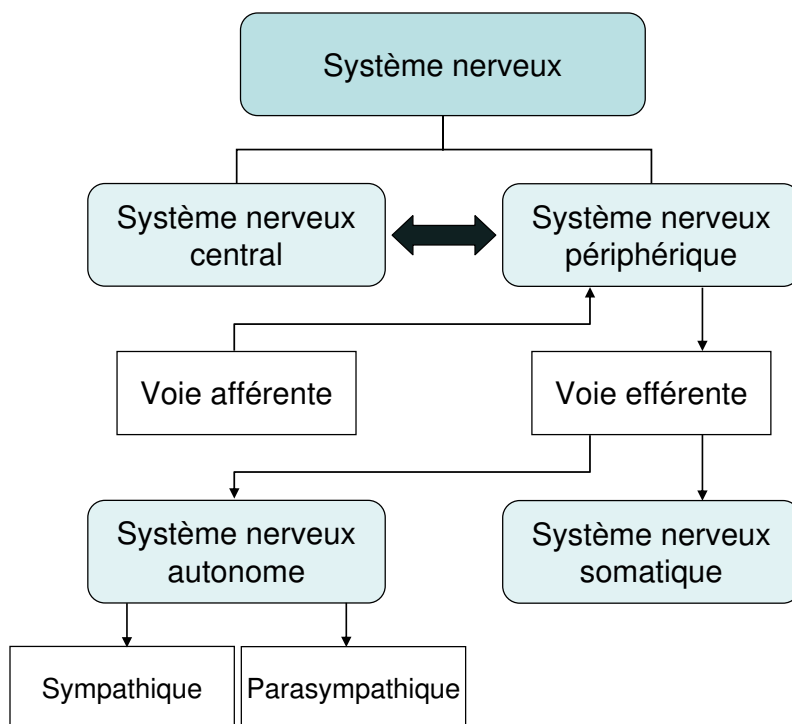 Système nerveux
Système nerveux
central
Système nerveux
périphérique
Voie afférente
Voie efférente
Système nerveux
autonome
Système nerveux
somatique
Sympathique
Parasympathique